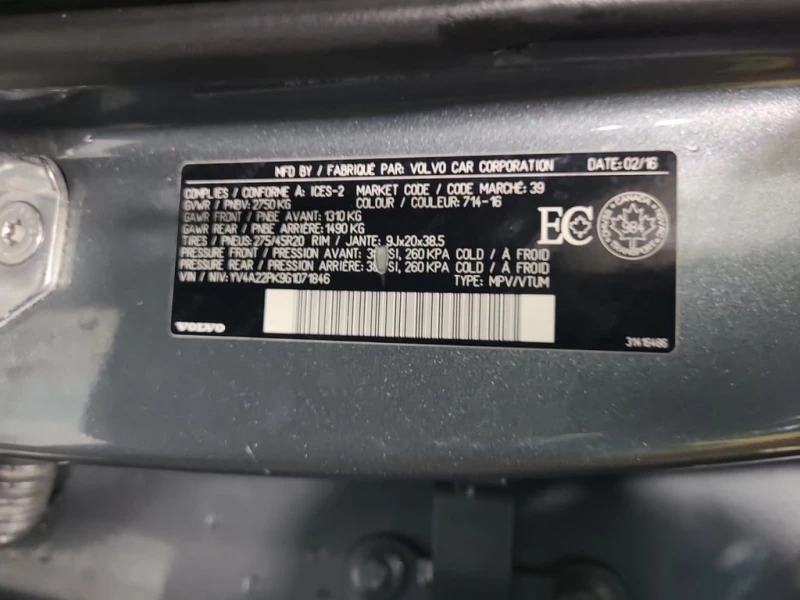 MFD BY / FABRIQUÉ PAR: VOLVO CAR CORPORATION DATE: 02/16
COMPLIES / CONFORME À: ICES-2 MARKET CODE / CODE MARCHÉ: 39
GVWR / PNBV: 2750 KG COLOUR / COULEUR: 714-16
GAWR FRONT / PNBE AVANT: 1310 KG
GAWR REAR / PNBE ARRIÈRE: 1490 KG
TIRES / PNEUS: 275/45R20 RIM / JANTE: 9Jx20x38.5
PRESSURE FRONT / PRESSION AVANT: 260 KPA COLD / À FROID
PRESSURE REAR / PRESSION ARRIÈRE: 260 KPA COLD / À FROID
VIN / NIV: YV4A22PK9G1071846 TYPE: MPV/VTUM
EC
CANADA
984
VOLVO
31416486